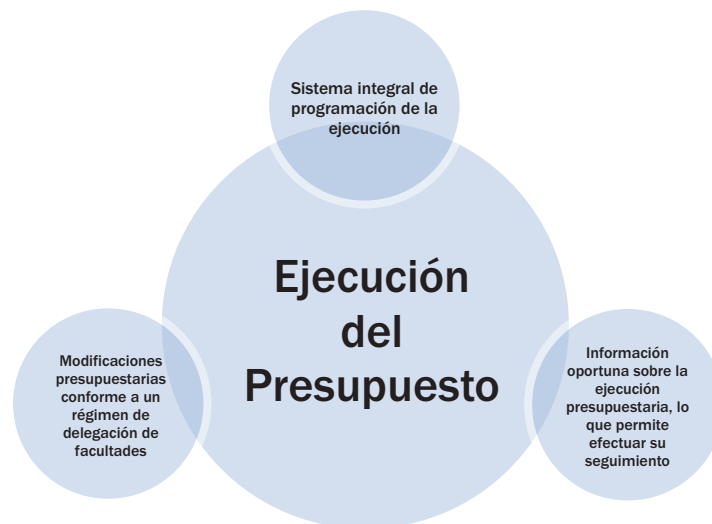 Sistema integral de
programación de la
ejecución
Ejecución
del
Presupuesto
Modificaciones
presupuestarias
conforme a un
régimen de
delegación de
facultades
Información
oportuna sobre la
ejecución
presupuestaria, lo
que permite
efectuar su
seguimiento